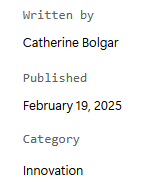 Written by
Catherine Bolgar
Published
February 19, 2025
Category
Innovation